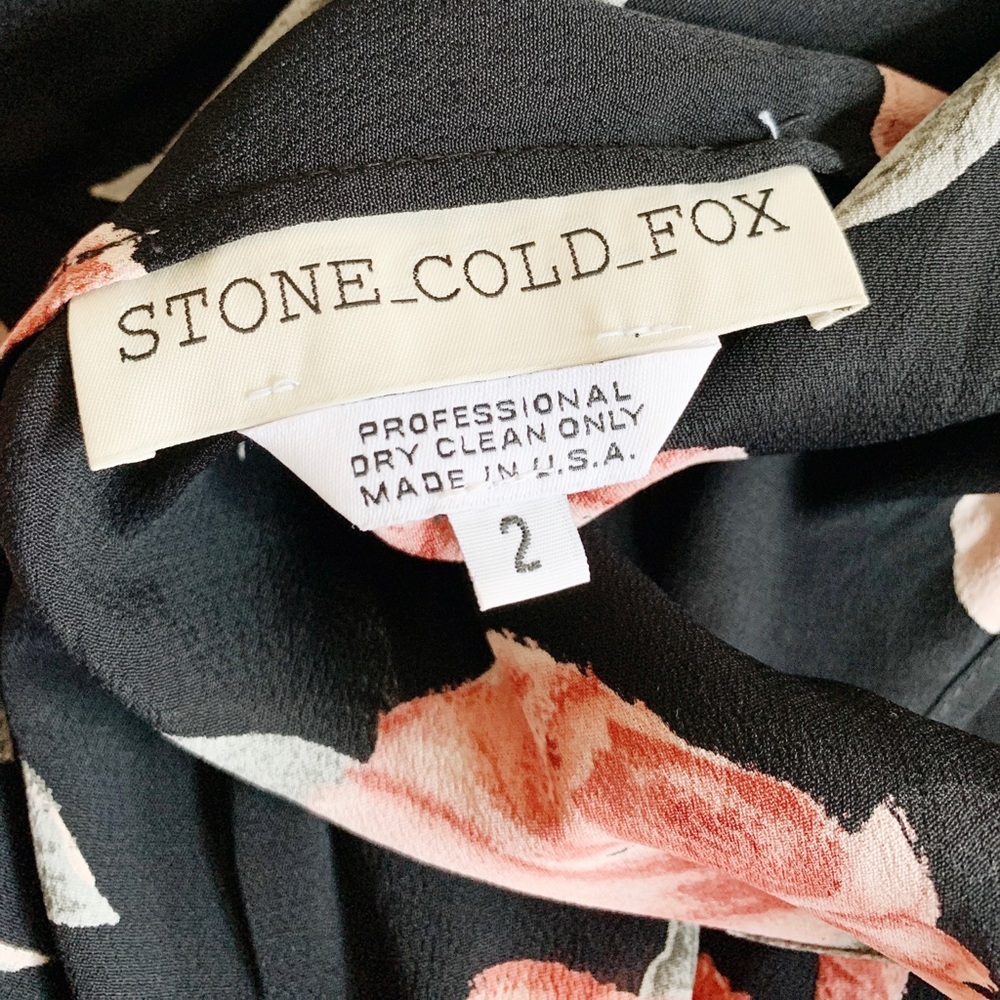 STONE_COLD_FOX
PROFESSIONAL
DRY CLEAN ONLY
MADE IN U.S.A.
2